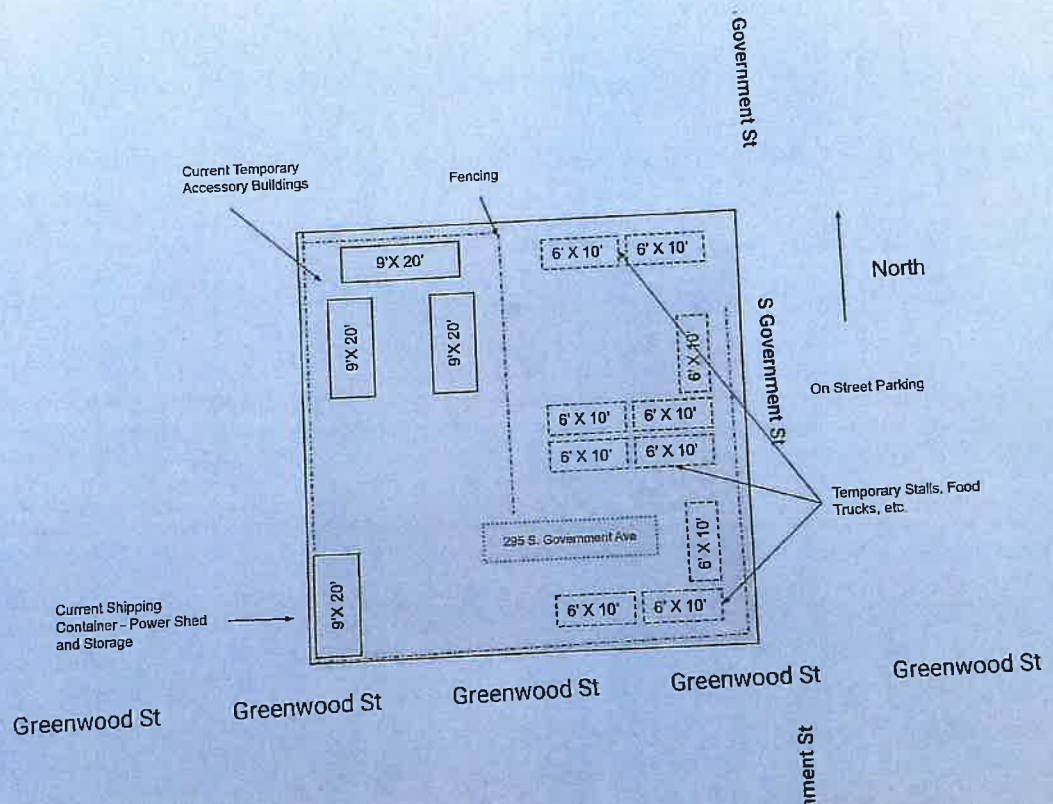 Government St
Current Temporary
Accessory Buildings
Fencing
9'X 20'
6' X 10'
6' X 10'
North
9'X 20'
9'X 20'
6' X 10'
S Government St
On Street Parking
6' X 10'
6' X 10'
6' X 10'
6' X 10'
Temporary Stalls, Food
Trucks, etc.
295 S. Government Ave
6' X 10'
9'X 20'
Current Shipping
Container - Power Shed
and Storage
6' X 10'
6' X 10'
Greenwood St
Greenwood St
Greenwood St
Greenwood St
Greenwood St
nment St